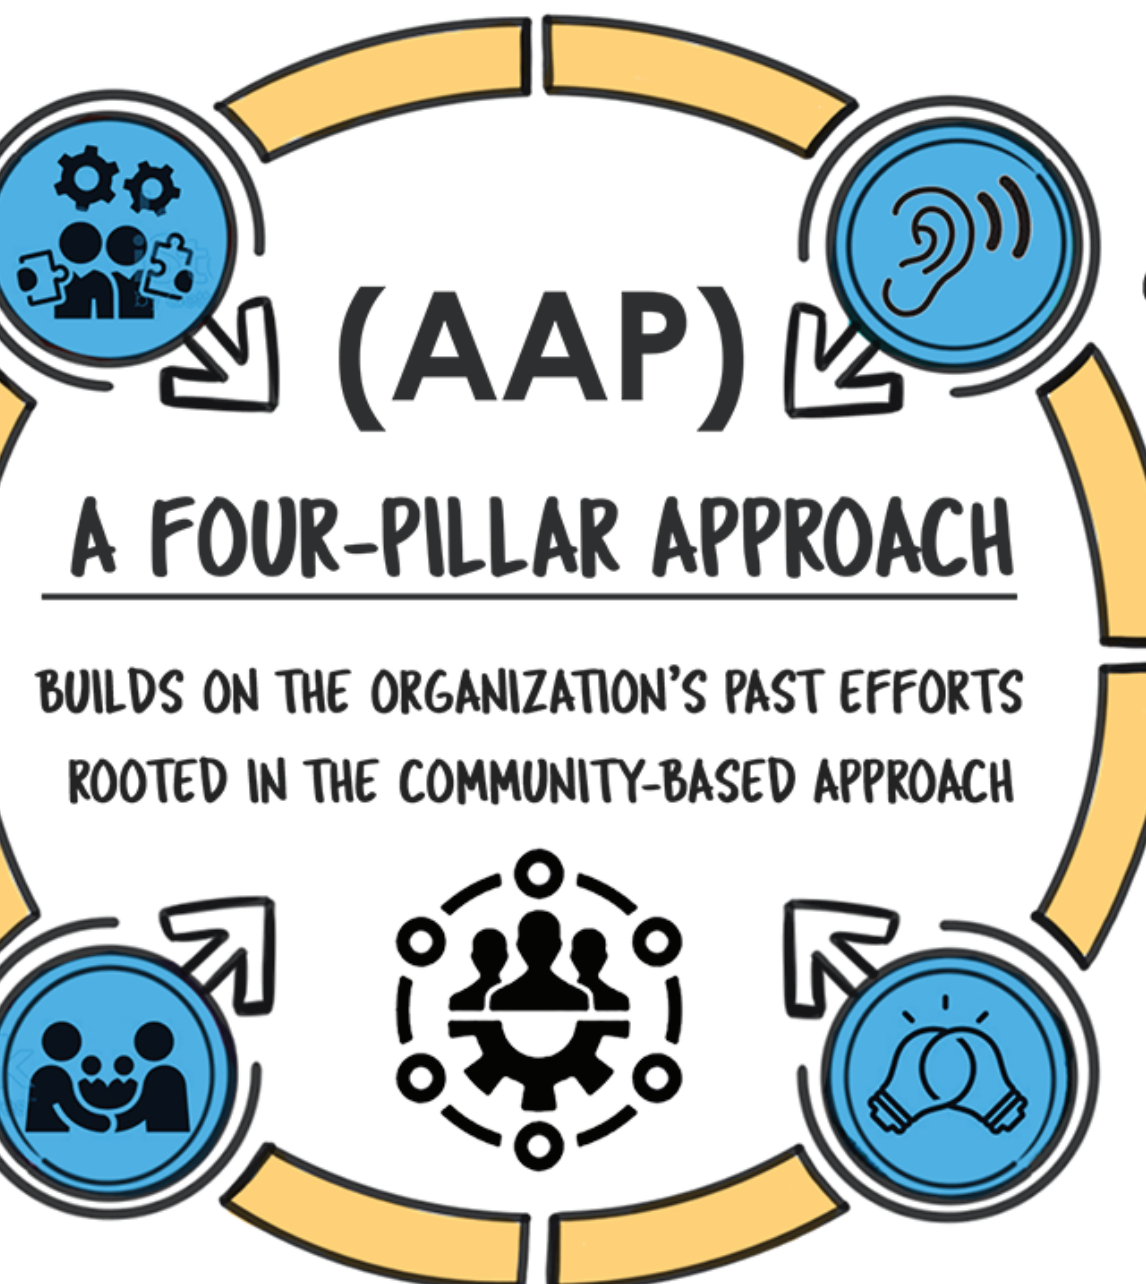 (AAP)
A FOUR-PILLAR APPROACH
BUILDS ON THE ORGANIZATION'S PAST EFFORTS
ROOTED IN THE COMMUNITY-BASED APPROACH